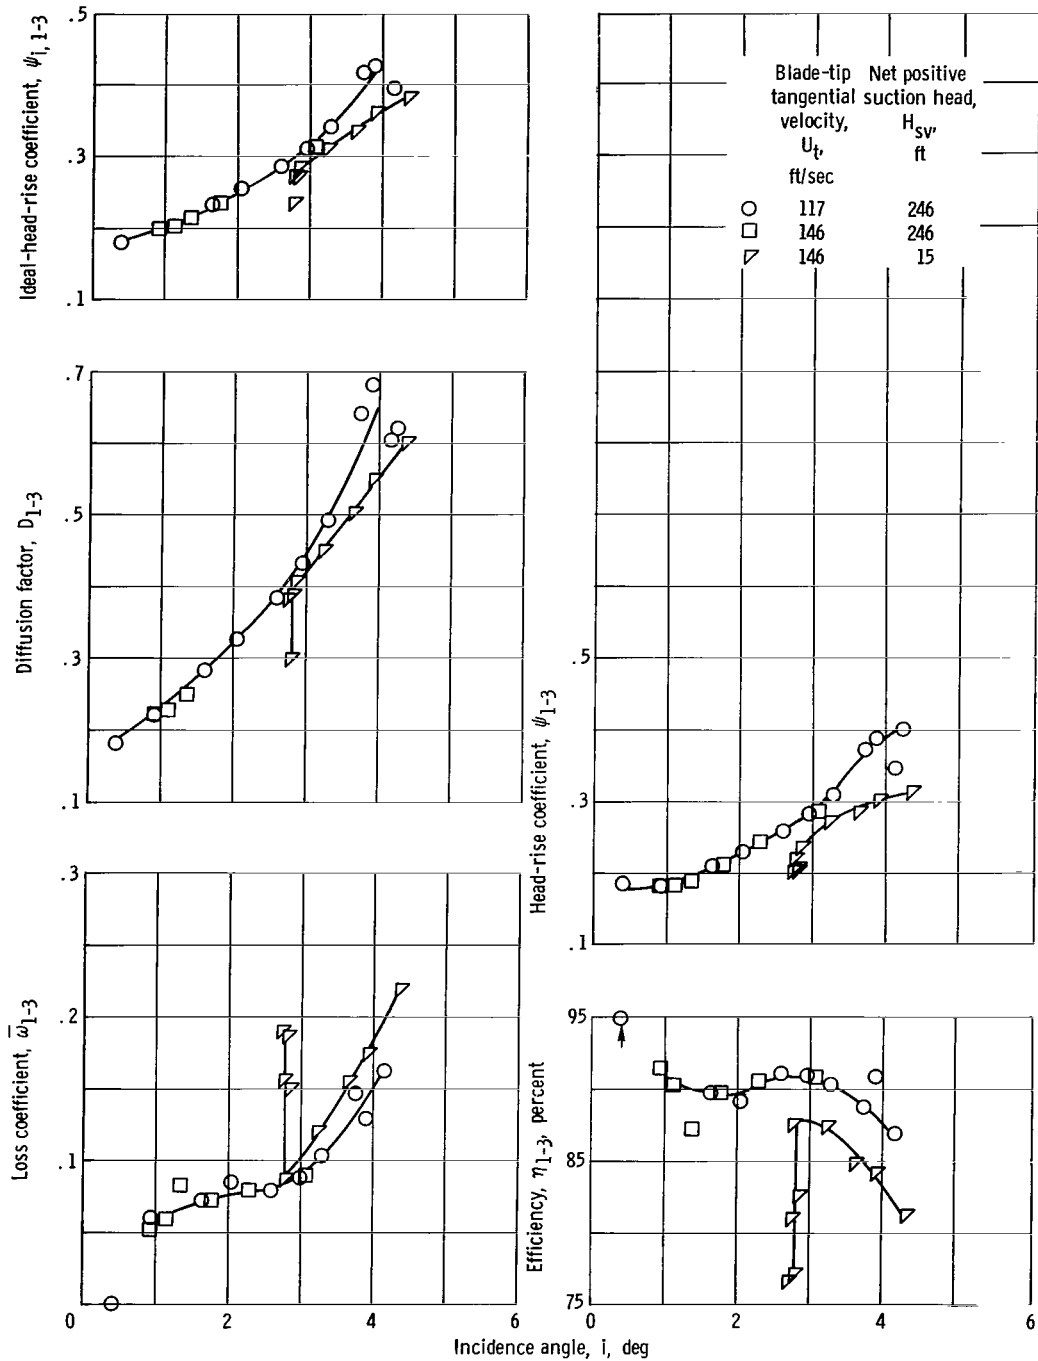 Ideal-head-rise coefficient, ψi, 1-3
.5
.3
.1
Blade-tip
tangential
velocity,
Ut,
ft/sec
Net positive
suction head,
Hsv,
ft
117 246
146 246
146 15
Diffusion factor, D1-3
.7
.5
.3
.1
Head-rise coefficient, ψ1-3
.5
.3
.1
Loss coefficient, ω̅1-3
.3
.2
.1
0 2 4 6
Efficiency, η1-3, percent
95
85
75
0 2 4 6
Incidence angle, i, deg